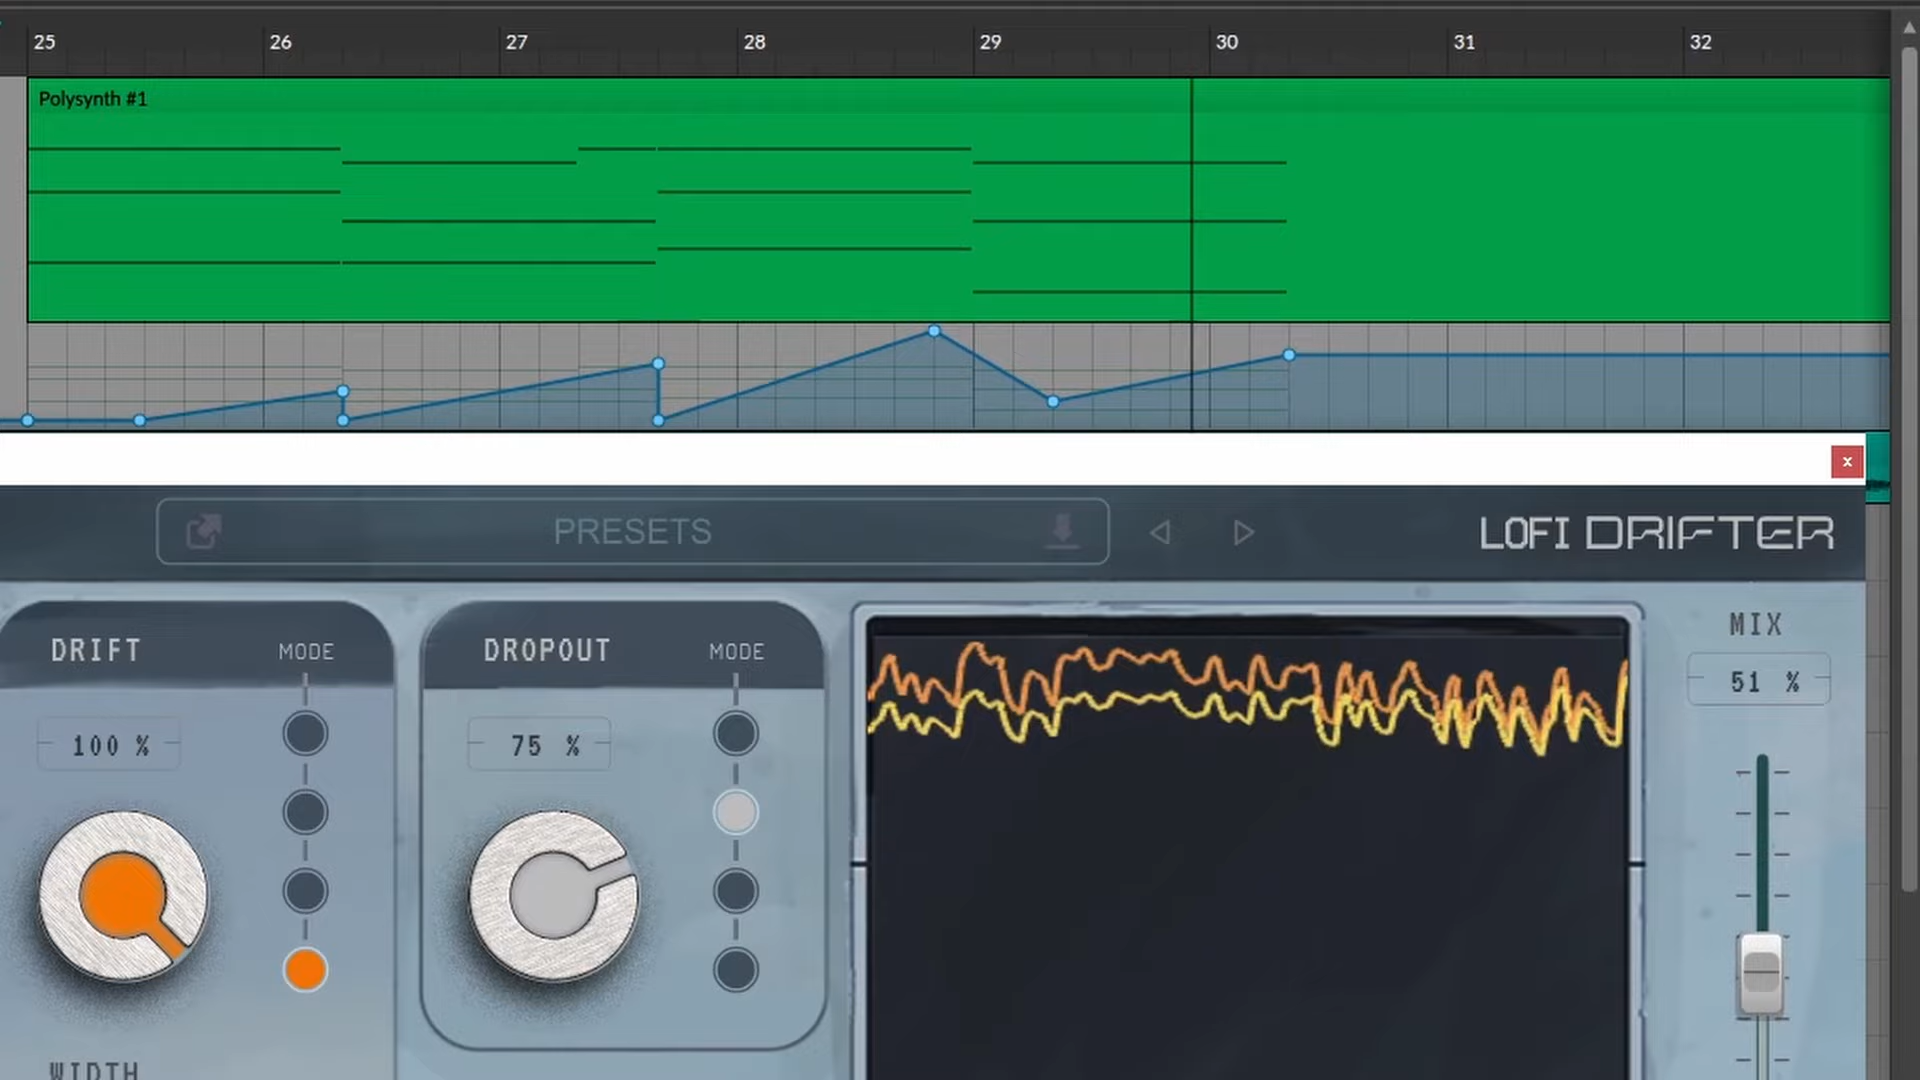 25 26 27 28 29 30 31 32
Polysynth #1
x
PRESETS
LOFI DRIFTER
DRIFT MODE DROPOUT MODE MIX
100 % 75 % 51 %
WIDTH